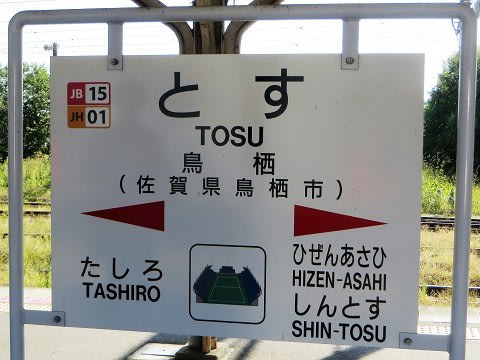 JB 15
JH 01
とす
TOSU
鳥栖
(佐賀県鳥栖市)
たしろ
TASHIRO
ひぜんあさひ
HIZEN-ASAHI
しんとす
SHIN-TOSU